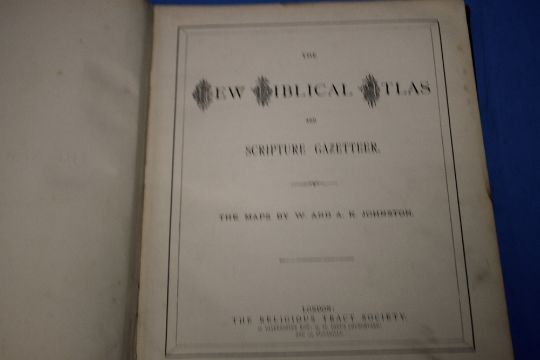 THE
NEW BIBLICAL ATLAS
AND
SCRIPTURE GAZETTEER.
THE MAPS BY W. AND A. K. JOHNSTON.
LONDON:
THE RELIGIOUS TRACT SOCIETY.